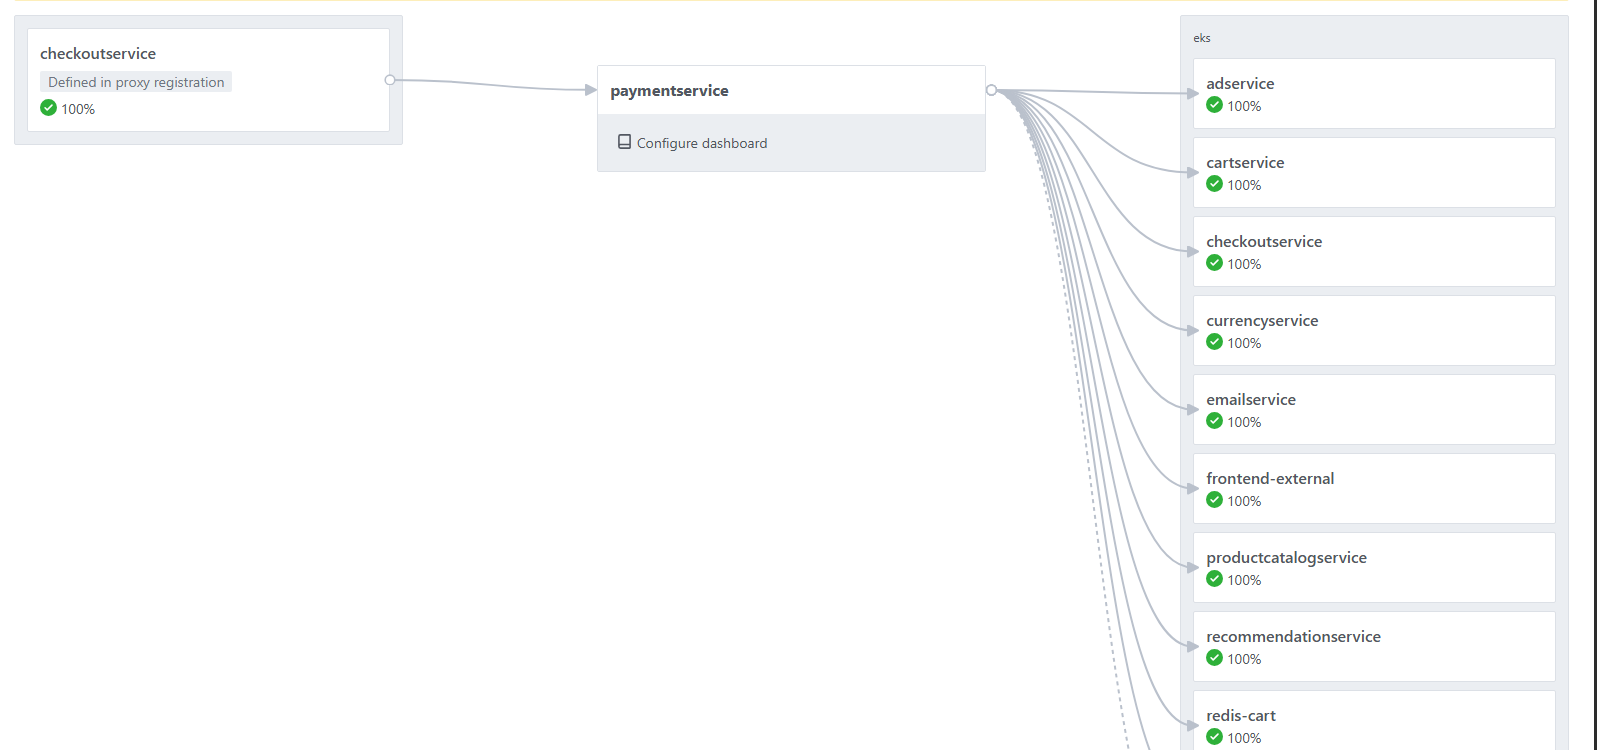 checkoutservice
Defined in proxy registration
100%
paymentservice
Configure dashboard
eks
adservice
100%
cartservice
100%
checkoutservice
100%
currencyservice
100%
emailservice
100%
frontend-external
100%
productcatalogservice
100%
recommendationservice
100%
redis-cart
100%